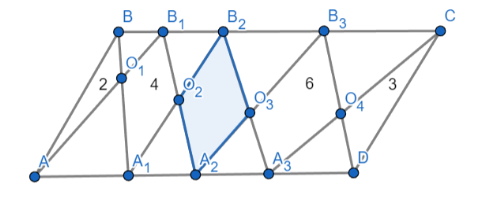 B B₁ B₂ B₃ C
O₁
2 4 O₂ 6 3
O₃ O₄
A A₁ A₂ A₃ D